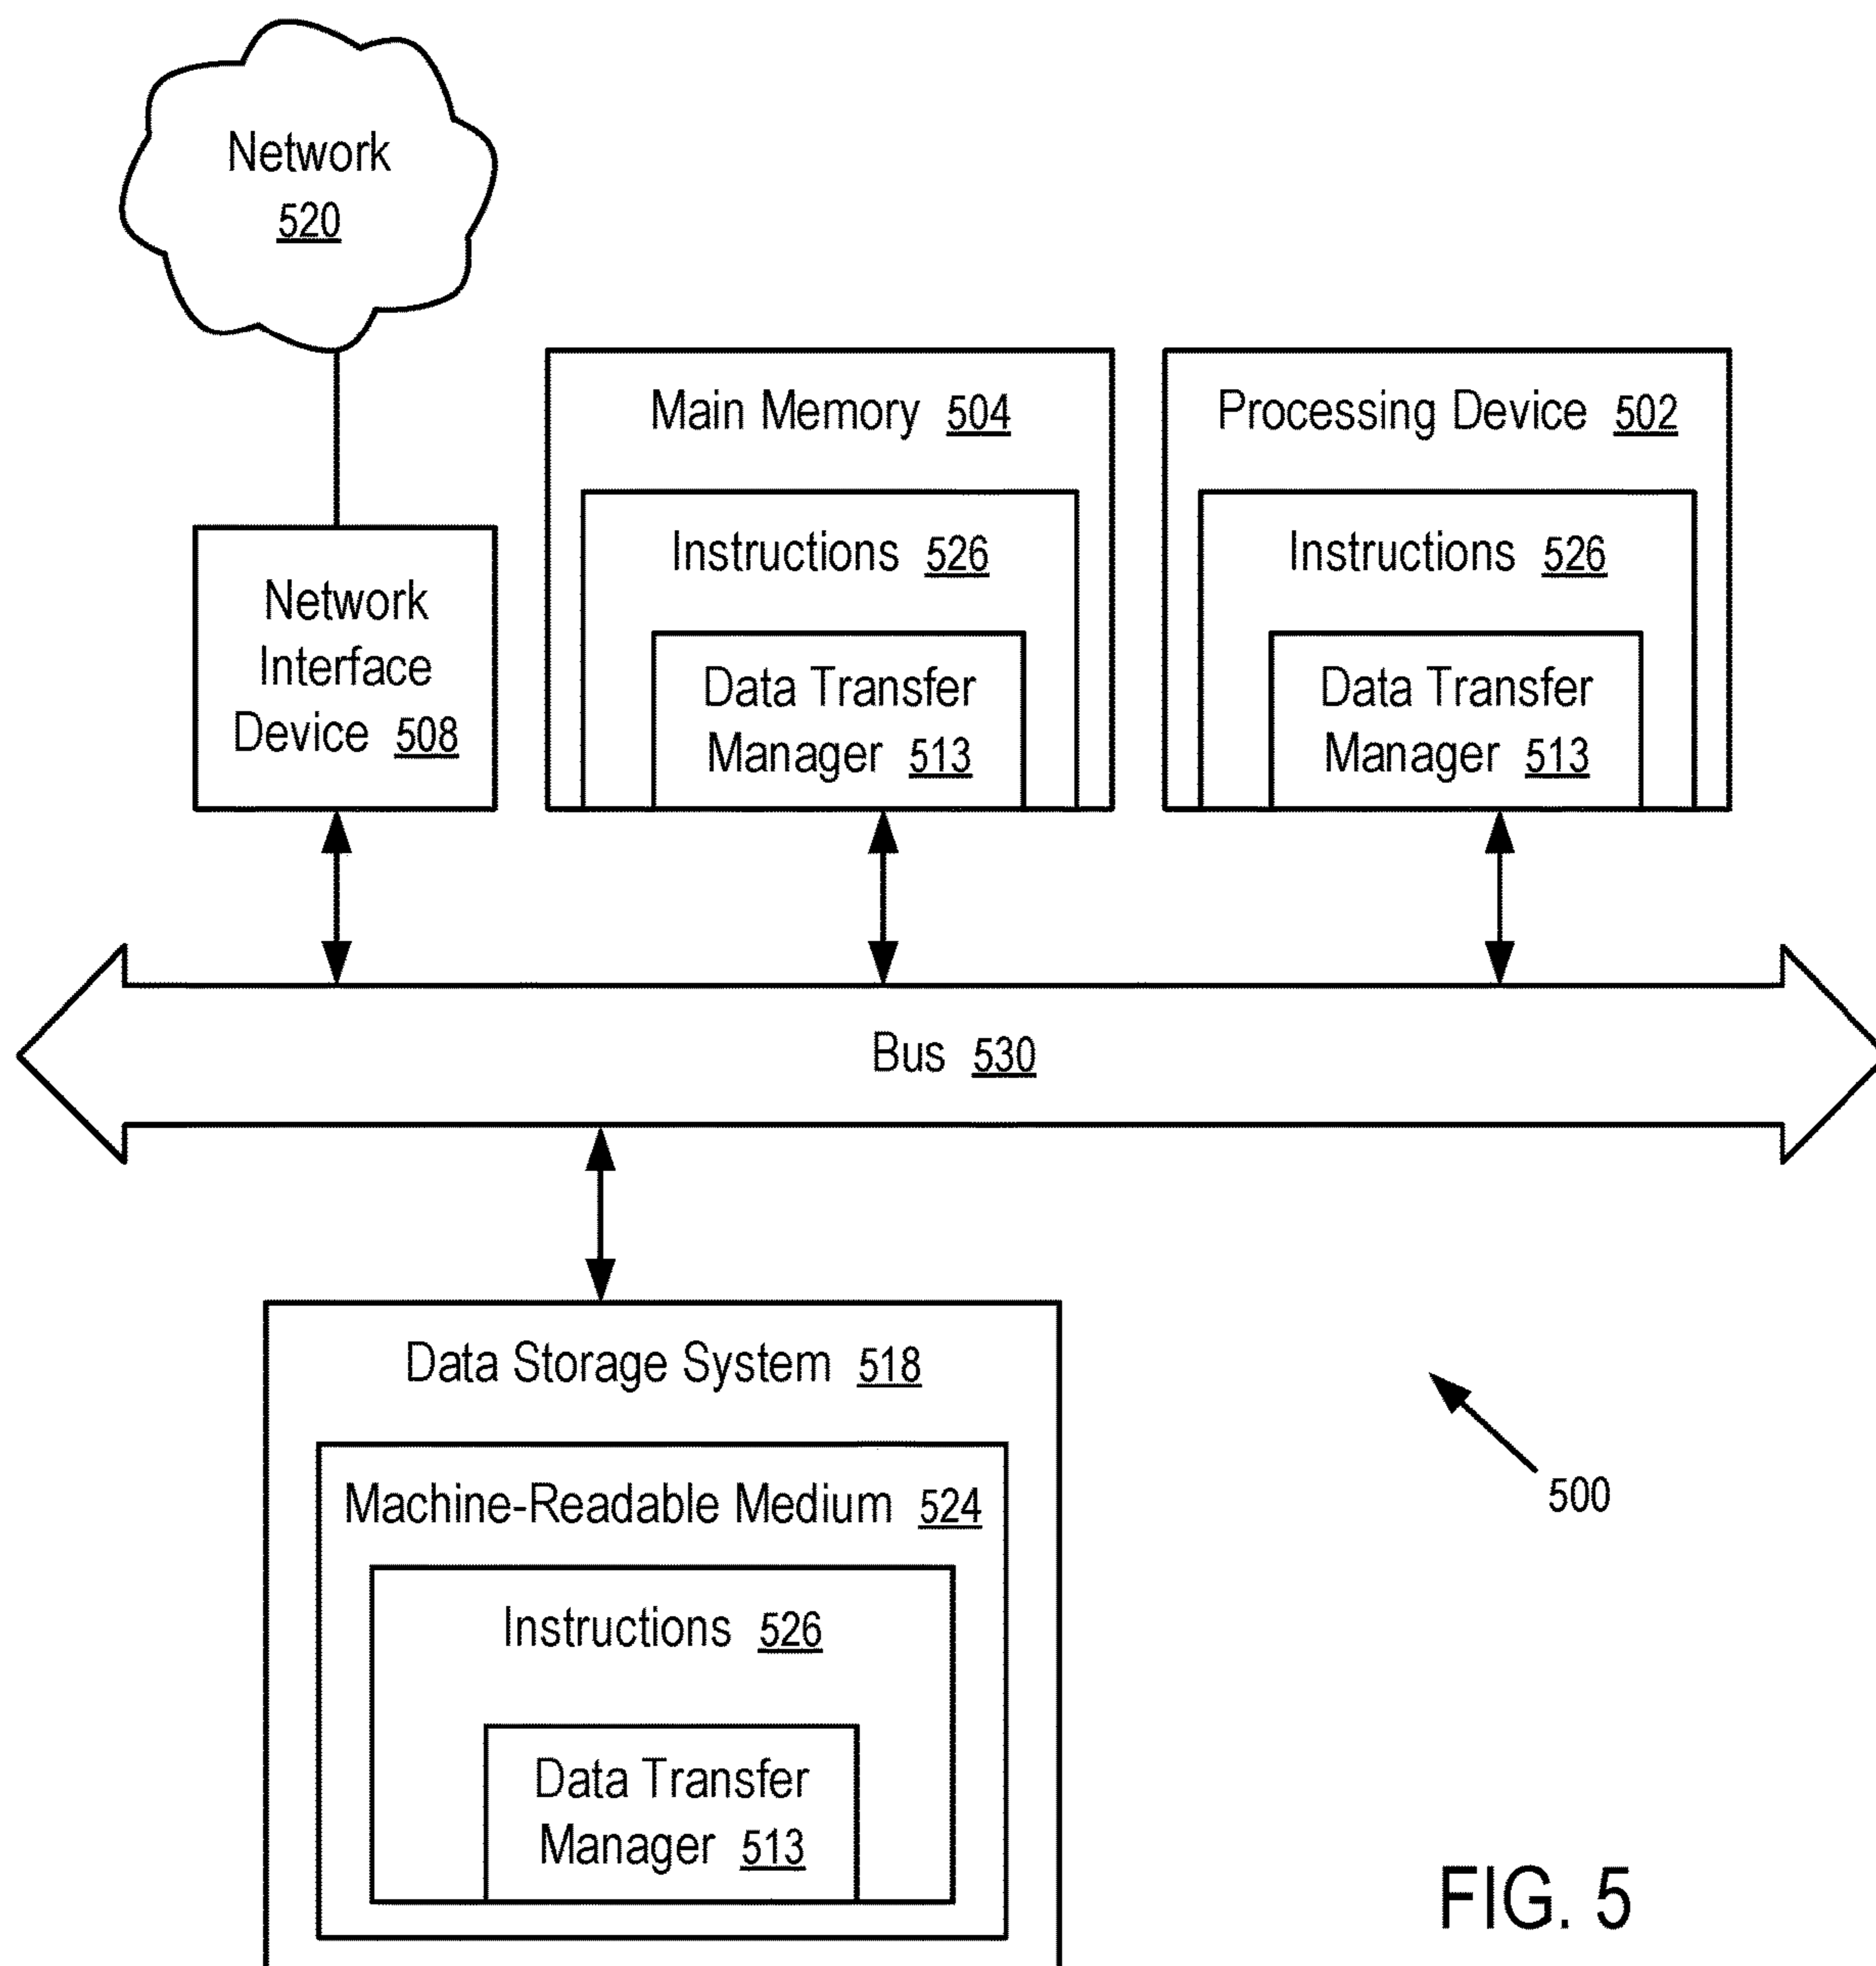 Network
520
Main Memory 504
Processing Device 502
Instructions 526
Instructions 526
Network
Interface
Device 508
Data Transfer
Manager 513
Data Transfer
Manager 513
Bus 530
Data Storage System 518
Machine-Readable Medium 524
Instructions 526
Data Transfer
Manager 513
500
FIG. 5